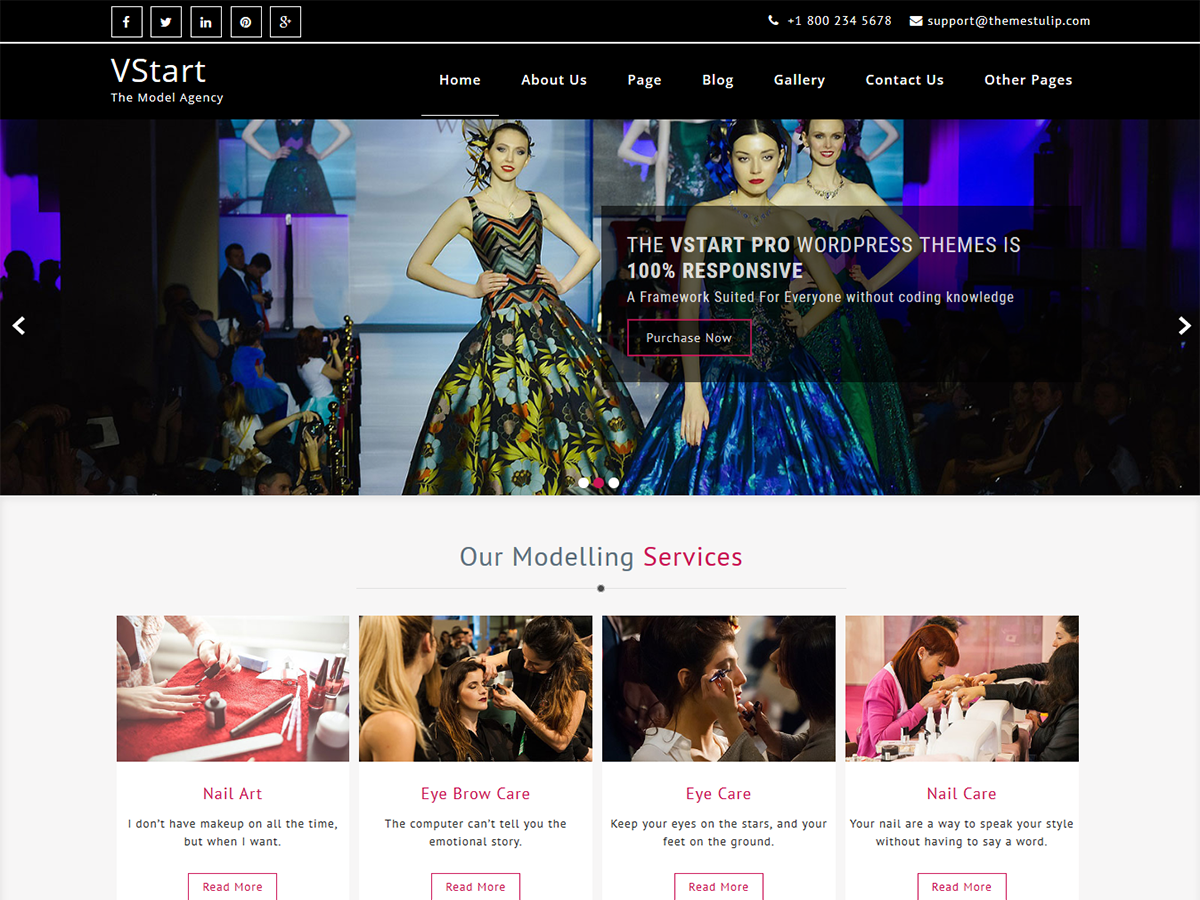 +1 800 234 5678 support@themestulip.com
VStart
The Model Agency
Home About Us Page Blog Gallery Contact Us Other Pages
THE VSTART PRO WORDPRESS THEMES IS
100% RESPONSIVE
A Framework Suited For Everyone without coding knowledge
Purchase Now
Our Modelling Services
Nail Art
I don't have makeup on all the time,
but when I want.
Read More
Eye Brow Care
The computer can't tell you the
emotional story.
Read More
Eye Care
Keep your eyes on the stars, and your
feet on the ground.
Read More
Nail Care
Your nail are a way to speak your style
without having to say a word.
Read More